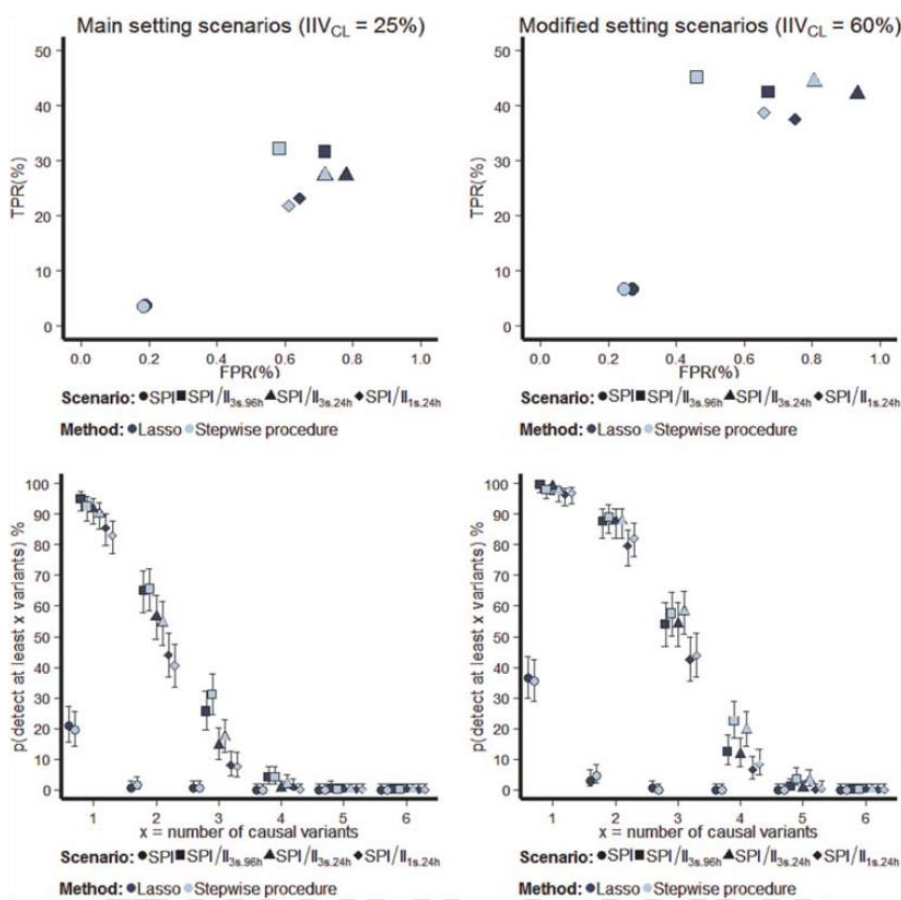 Main setting scenarios (IIVCL = 25%)
50
40
30
20
10
0
TPR(%)
0.0 0.2 0.4 0.6 0.8 1.0
FPR(%)
Scenario: ●SPI ■SPI/II3s.96h ▲SPI/II3s.24h ◆SPI/II1s.24h
Method: ●Lasso ●Stepwise procedure
Modified setting scenarios (IIVCL = 60%)
50
40
30
20
10
0
TPR(%)
0.0 0.2 0.4 0.6 0.8 1.0
FPR(%)
Scenario: ●SPI ■SPI/II3s.96h ▲SPI/II3s.24h ◆SPI/II1s.24h
Method: ●Lasso ●Stepwise procedure
100
90
80
70
60
50
40
30
20
10
0
p(detect at least x variants) %
1 2 3 4 5 6
x = number of causal variants
Scenario: ●SPI ■SPI/II3s.96h ▲SPI/II3s.24h ◆SPI/II1s.24h
Method: ●Lasso ●Stepwise procedure
100
90
80
70
60
50
40
30
20
10
0
p(detect at least x variants) %
1 2 3 4 5 6
x = number of causal variants
Scenario: ●SPI ■SPI/II3s.96h ▲SPI/II3s.24h ◆SPI/II1s.24h
Method: ●Lasso ●Stepwise procedure